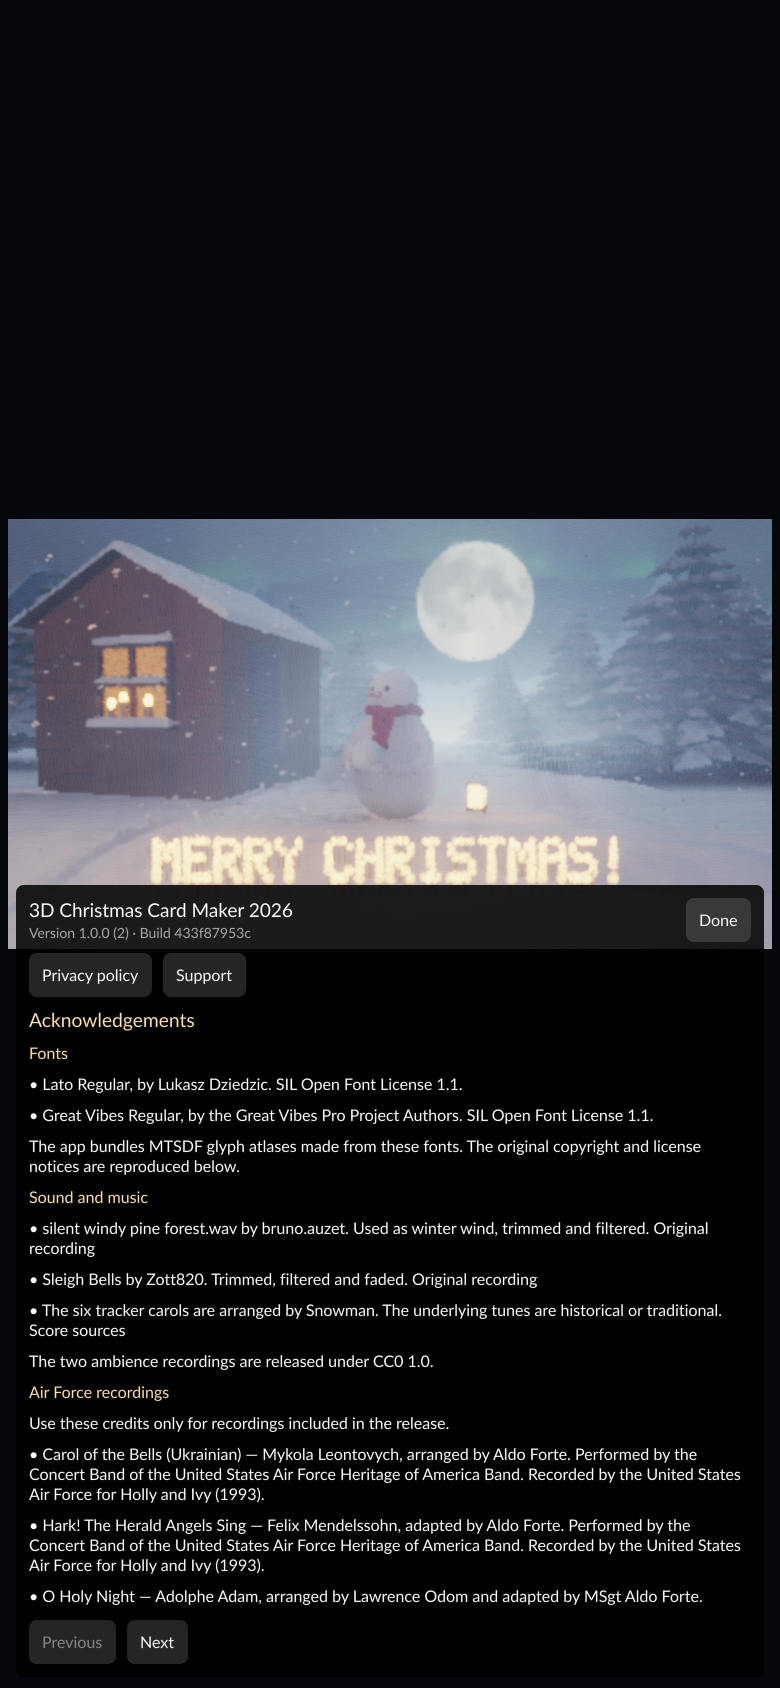 MERRY CHRISTMAS!
3D Christmas Card Maker 2026
Done
Version 1.0.0 (2) · Build 433f87953c
Privacy policy Support
Acknowledgements
Fonts
• Lato Regular, by Lukasz Dziedzic. SIL Open Font License 1.1.
• Great Vibes Regular, by the Great Vibes Pro Project Authors. SIL Open Font License 1.1.
The app bundles MTSDF glyph atlases made from these fonts. The original copyright and license
notices are reproduced below.
Sound and music
• silent windy pine forest.wav by bruno.auzet. Used as winter wind, trimmed and filtered. Original
recording
• Sleigh Bells by Zott820. Trimmed, filtered and faded. Original recording
• The six tracker carols are arranged by Snowman. The underlying tunes are historical or traditional.
Score sources
The two ambience recordings are released under CC0 1.0.
Air Force recordings
Use these credits only for recordings included in the release.
• Carol of the Bells (Ukrainian) — Mykola Leontovych, arranged by Aldo Forte. Performed by the
Concert Band of the United States Air Force Heritage of America Band. Recorded by the United States
Air Force for Holly and Ivy (1993).
• Hark! The Herald Angels Sing — Felix Mendelssohn, adapted by Aldo Forte. Performed by the
Concert Band of the United States Air Force Heritage of America Band. Recorded by the United States
Air Force for Holly and Ivy (1993).
• O Holy Night — Adolphe Adam, arranged by Lawrence Odom and adapted by MSgt Aldo Forte.
Previous Next